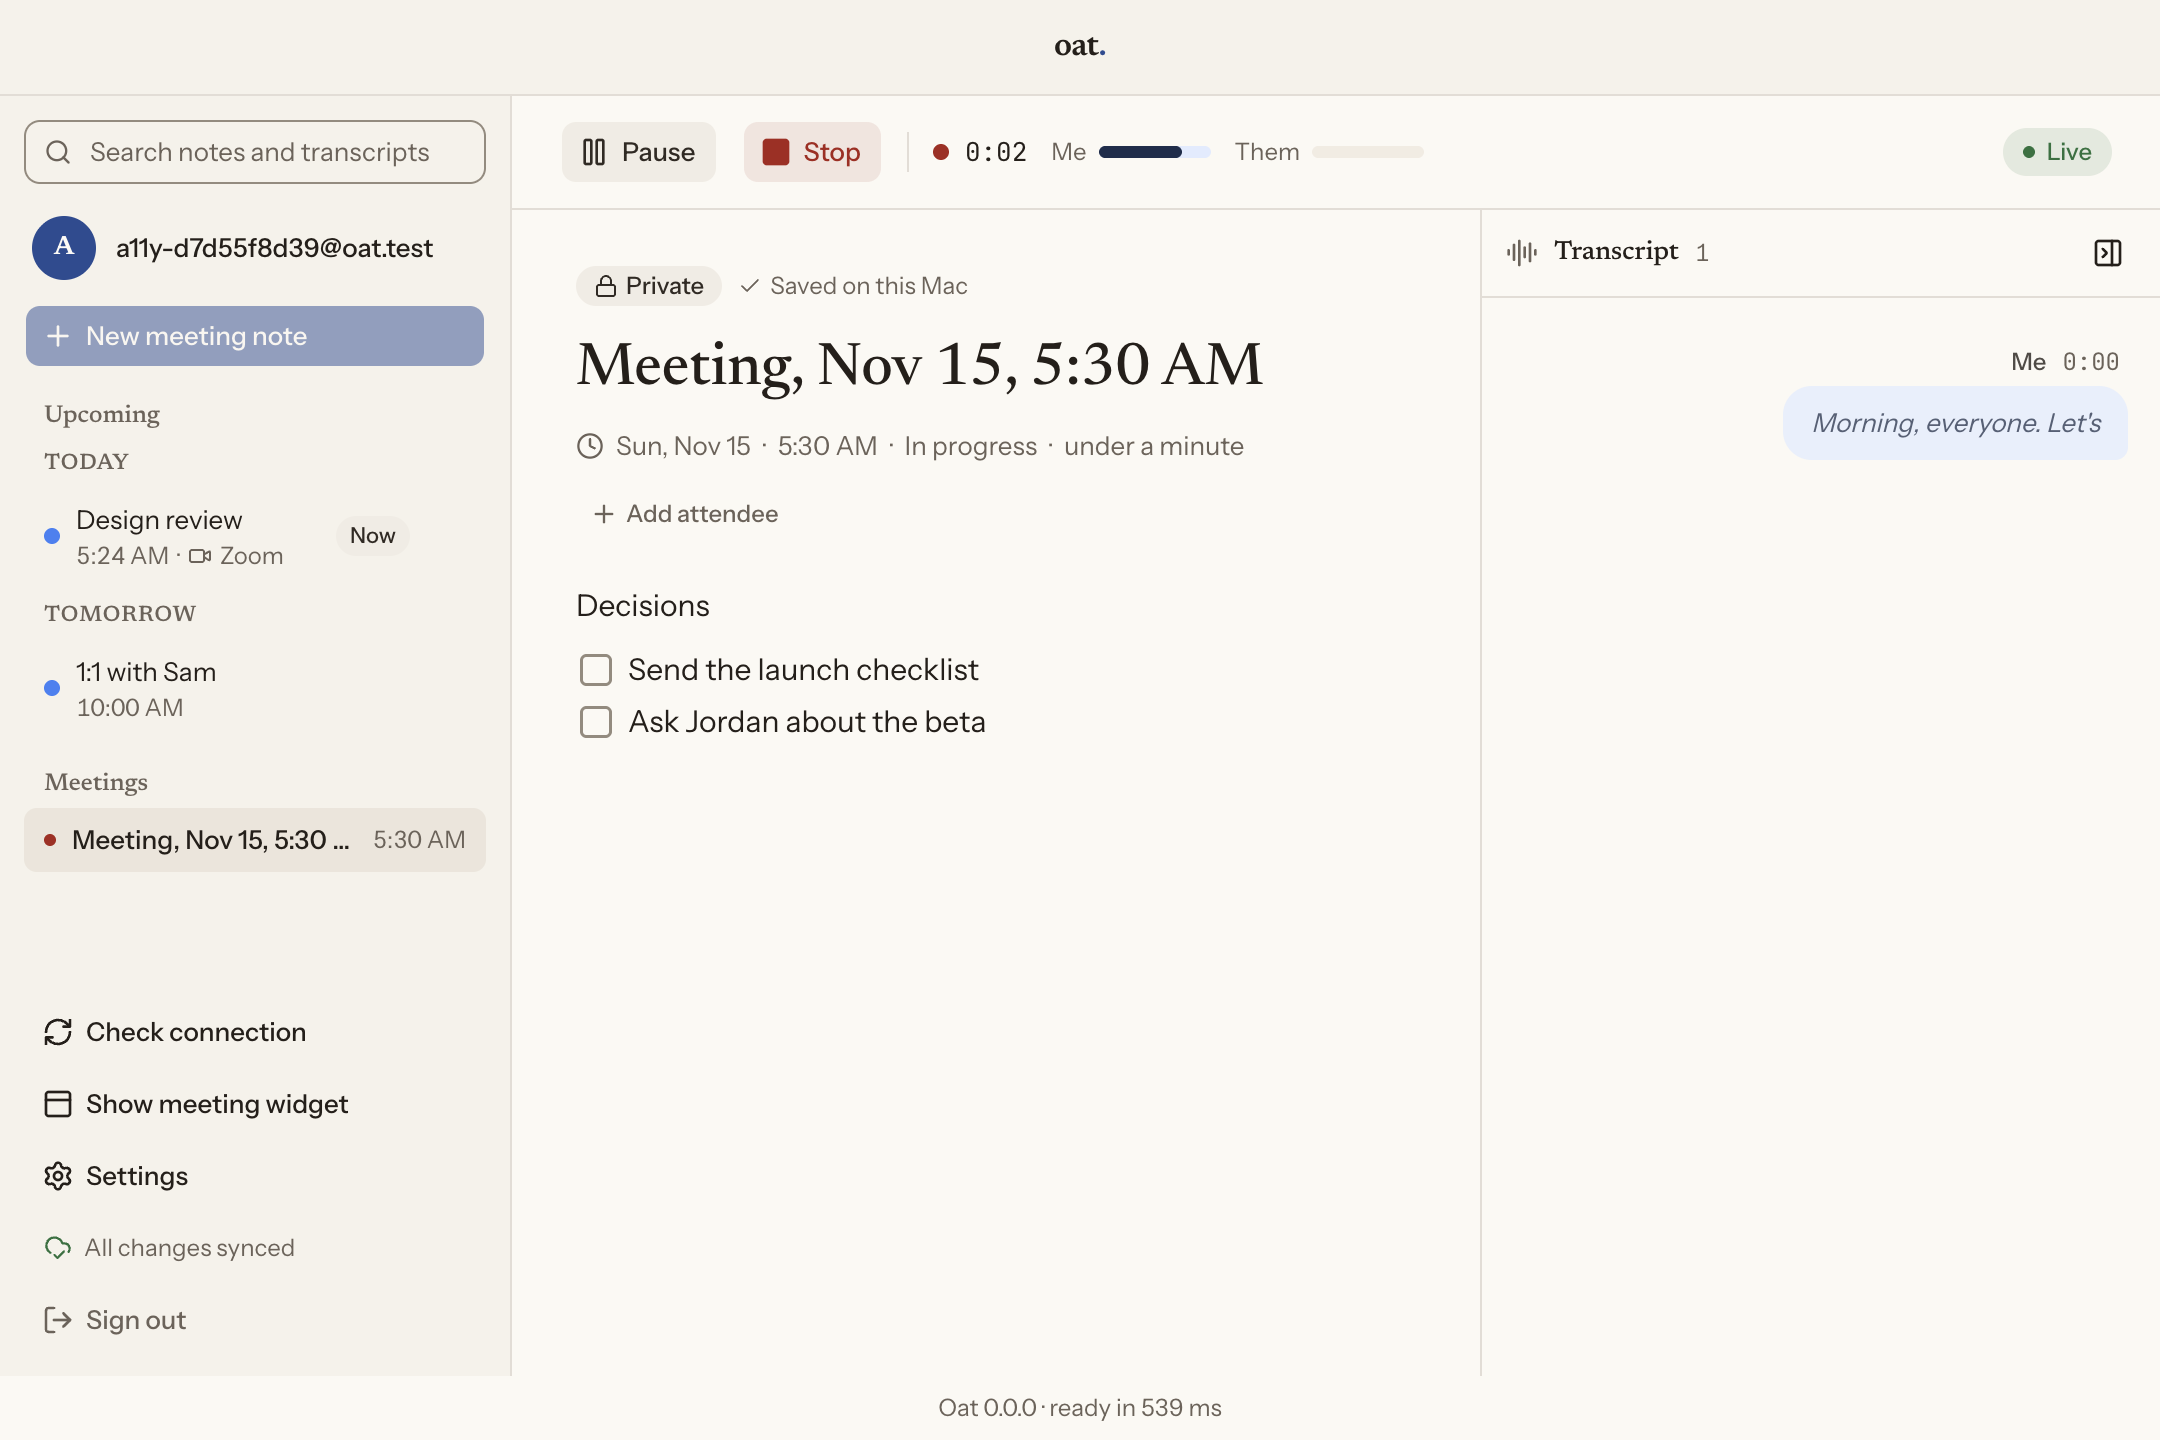 oat.
Search notes and transcripts
A
a11y-d7d55f8d39@oat.test
New meeting note
Upcoming
TODAY
Design review
5:24 AM · Zoom
Now
TOMORROW
1:1 with Sam
10:00 AM
Meetings
Meeting, Nov 15, 5:30 ... 5:30 AM
Check connection
Show meeting widget
Settings
All changes synced
Sign out
Pause Stop 0:02 Me Them Live
Private Saved on this Mac
Meeting, Nov 15, 5:30 AM
Sun, Nov 15 · 5:30 AM · In progress · under a minute
Add attendee
Decisions
Send the launch checklist
Ask Jordan about the beta
Transcript 1
Me 0:00
Morning, everyone. Let's
Oat 0.0.0 · ready in 539 ms